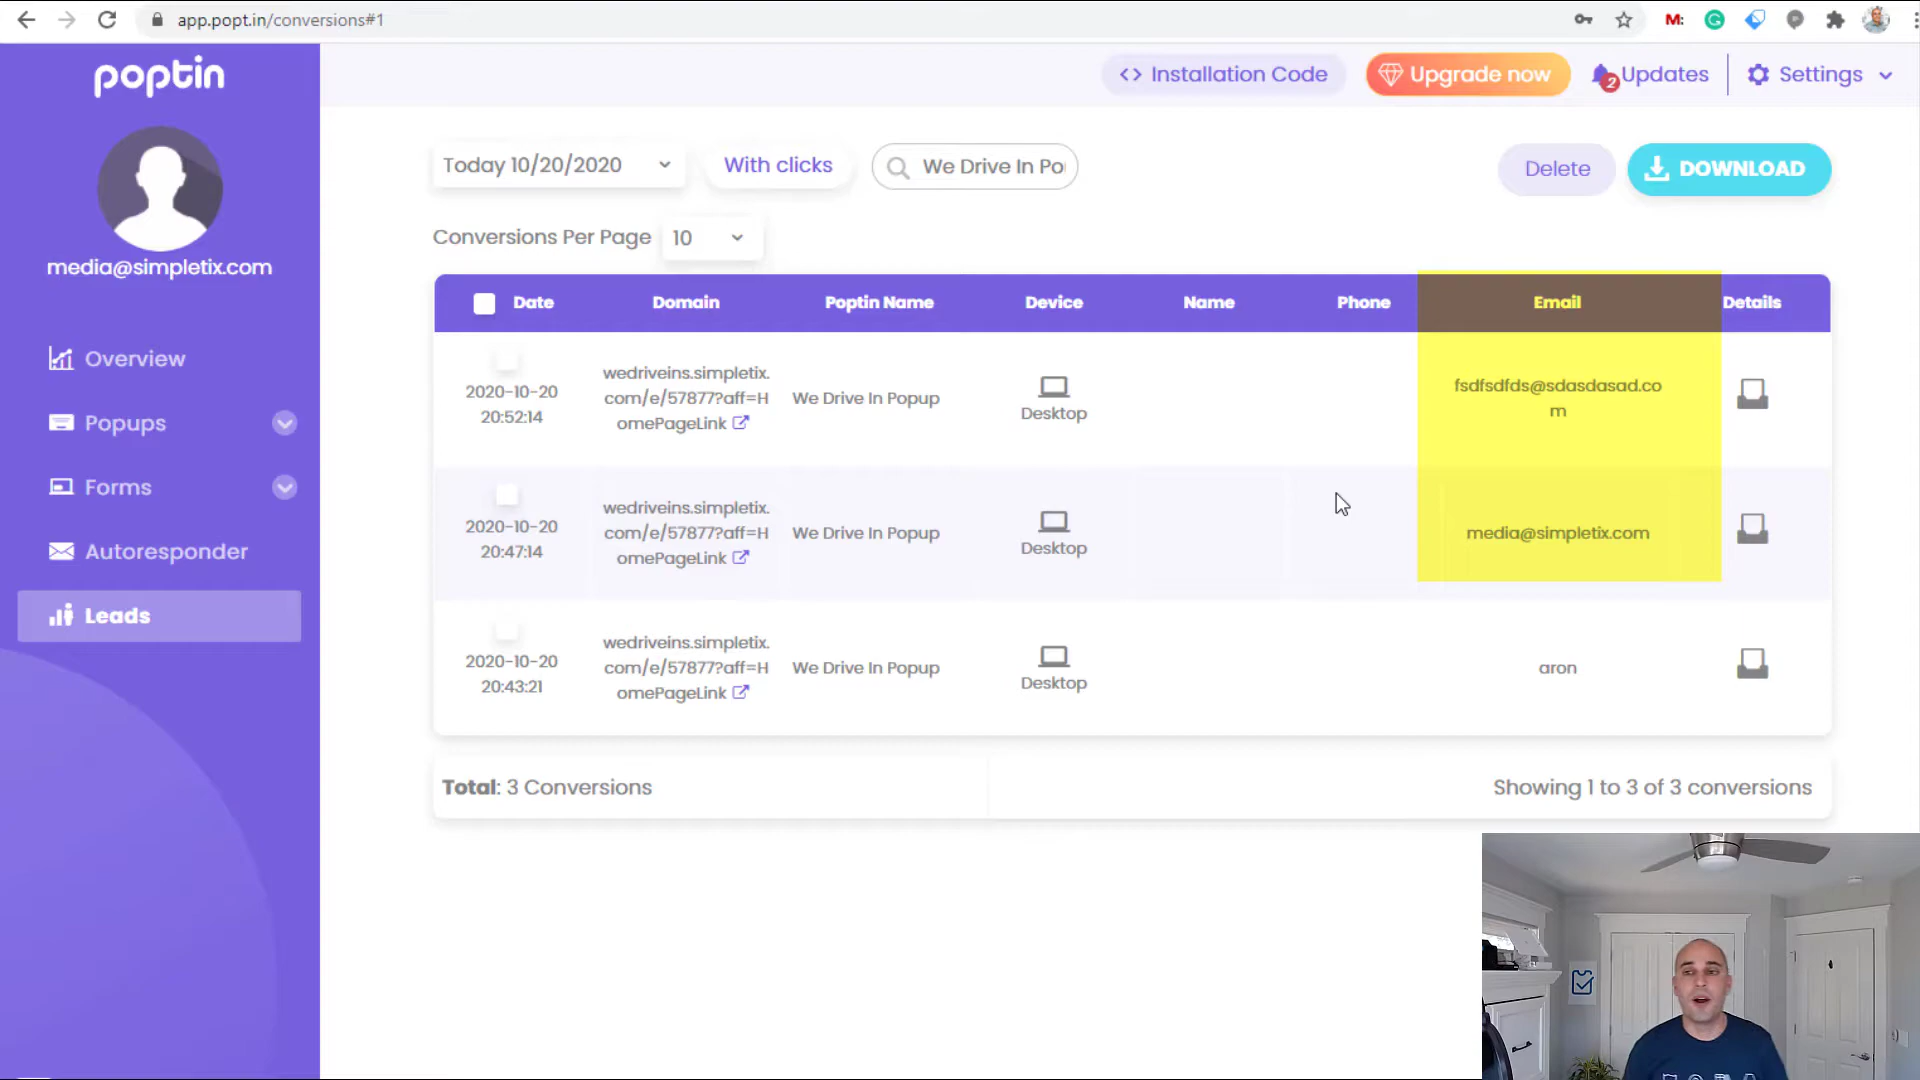 app.popt.in/conversions#1
M:
poptin
<> Installation Code
Upgrade now
2
Updates
Settings
media@simpletix.com
Overview
Popups
Forms
Autoresponder
Leads
Today 10/20/2020
With clicks
We Drive In Po
Delete
DOWNLOAD
Conversions Per Page 10
Date Domain Poptin Name Device Name Phone Email Details
2020-10-20
20:52:14
wedriveins.simpletix.
com/e/57877?aff=H
omePageLink
We Drive In Popup
Desktop
fsdfsdfds@sdasdasad.co
m
2020-10-20
20:47:14
wedriveins.simpletix.
com/e/57877?aff=H
omePageLink
We Drive In Popup
Desktop
media@simpletix.com
2020-10-20
20:43:21
wedriveins.simpletix.
com/e/57877?aff=H
omePageLink
We Drive In Popup
Desktop
aron
Total: 3 Conversions
Showing 1 to 3 of 3 conversions